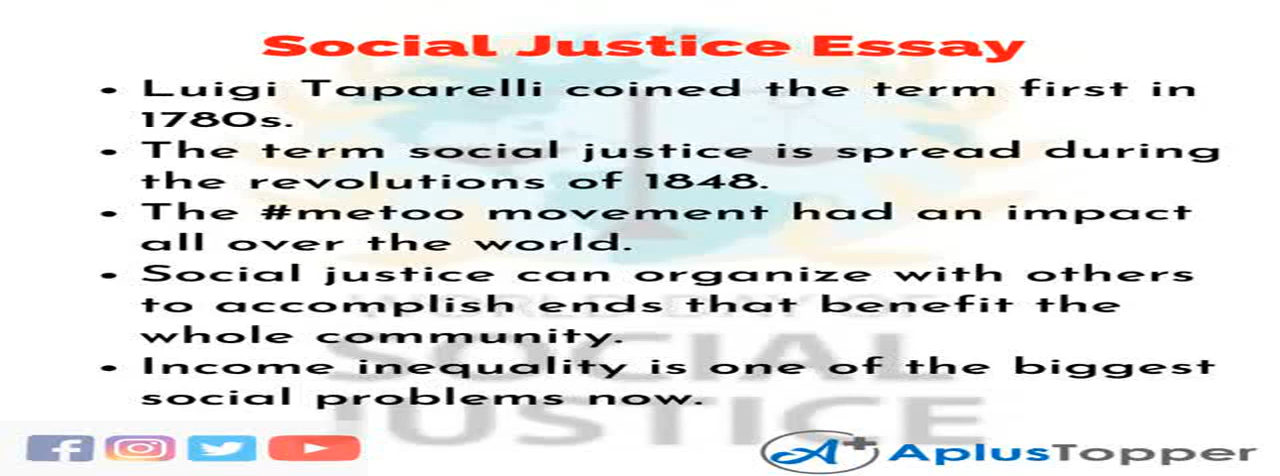 Social Justice Essay
• Luigi Taparelli coined the term first in
1780s.
• The term social justice is spread during
the revolutions of 1848.
• The #metoo movement had an impact
all over the world.
• Social justice can organize with others
to accomplish ends that benefit the
whole community.
• Income inequality is one of the biggest
social problems now.
SOCIAL
JUSTICE
A+ AplusTopper